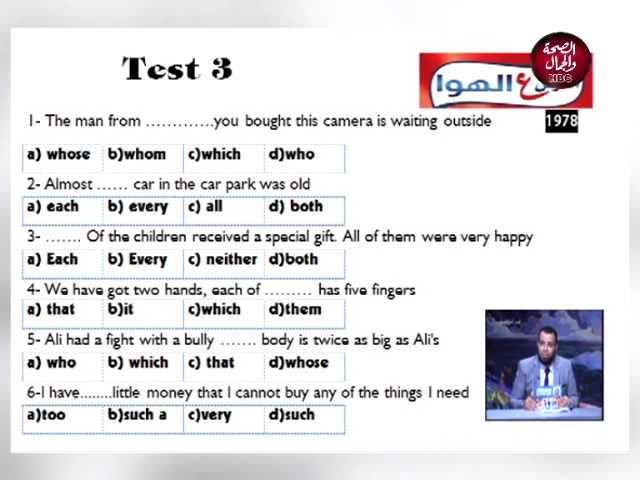 Test 3
الصحة
والجمال
HBC
ع الهوا
1978
1- The man from ………….you bought this camera is waiting outside
a) whose b)whom c)which d)who
2- Almost …… car in the car park was old
a) each b) every c) all d) both
3- ……. Of the children received a special gift. All of them were very happy
a) Each b) Every c) neither d)both
4- We have got two hands, each of ……… has five fingers
a) that b)it c)which d)them
5- Ali had a fight with a bully ……. body is twice as big as Ali's
a) who b) which c) that d)whose
6-I have........little money that I cannot buy any of the things I need
a)too b)such a c)very d)such